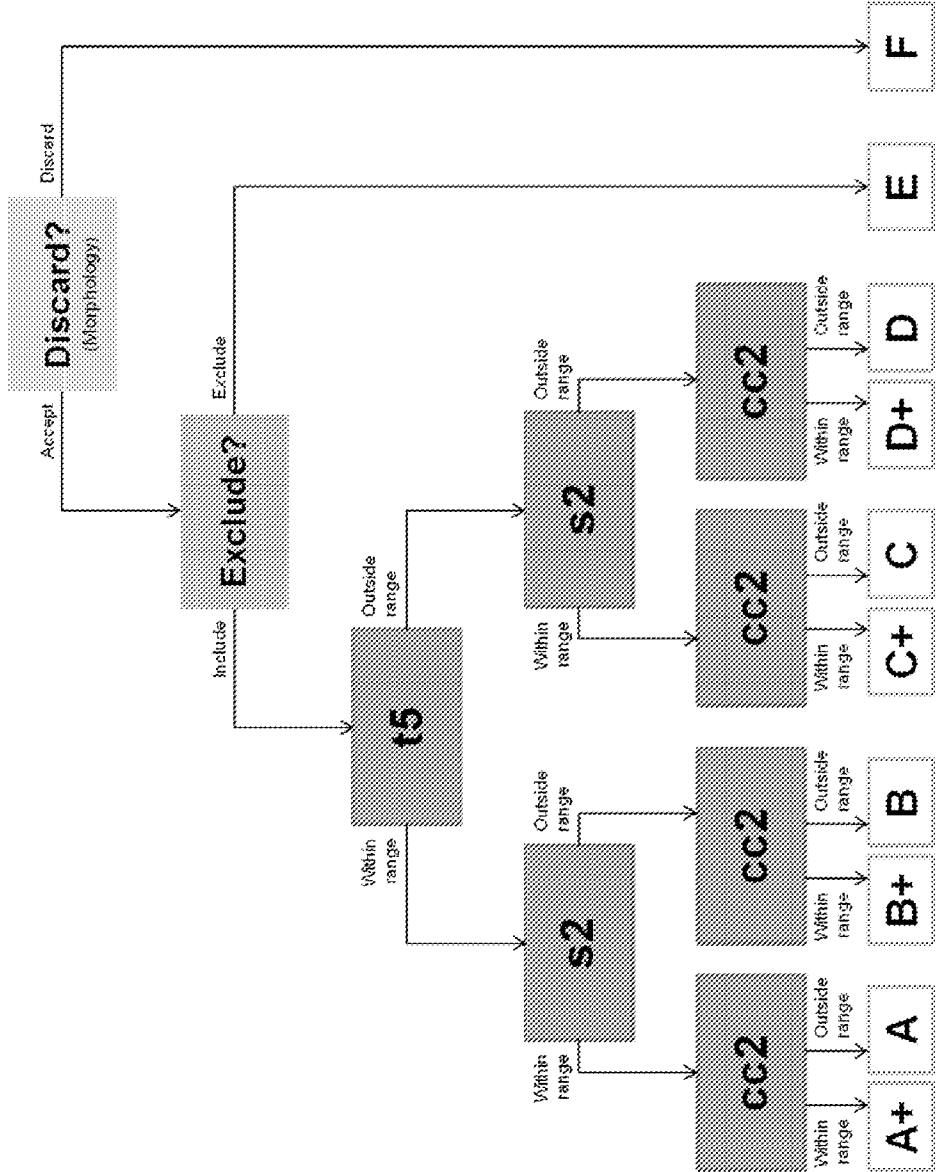 Discard?
(Morphology)
Accept
Discard
Exclude?
Include
Exclude
t5
Within
range
Outside
range
s2
s2
Within
range
Outside
range
Within
range
Outside
range
cc2
cc2
cc2
cc2
Within
range
Outside
range
Within
range
Outside
range
Within
range
Outside
range
Within
range
Outside
range
A+
A
B+
B
C+
C
D+
D
E
F